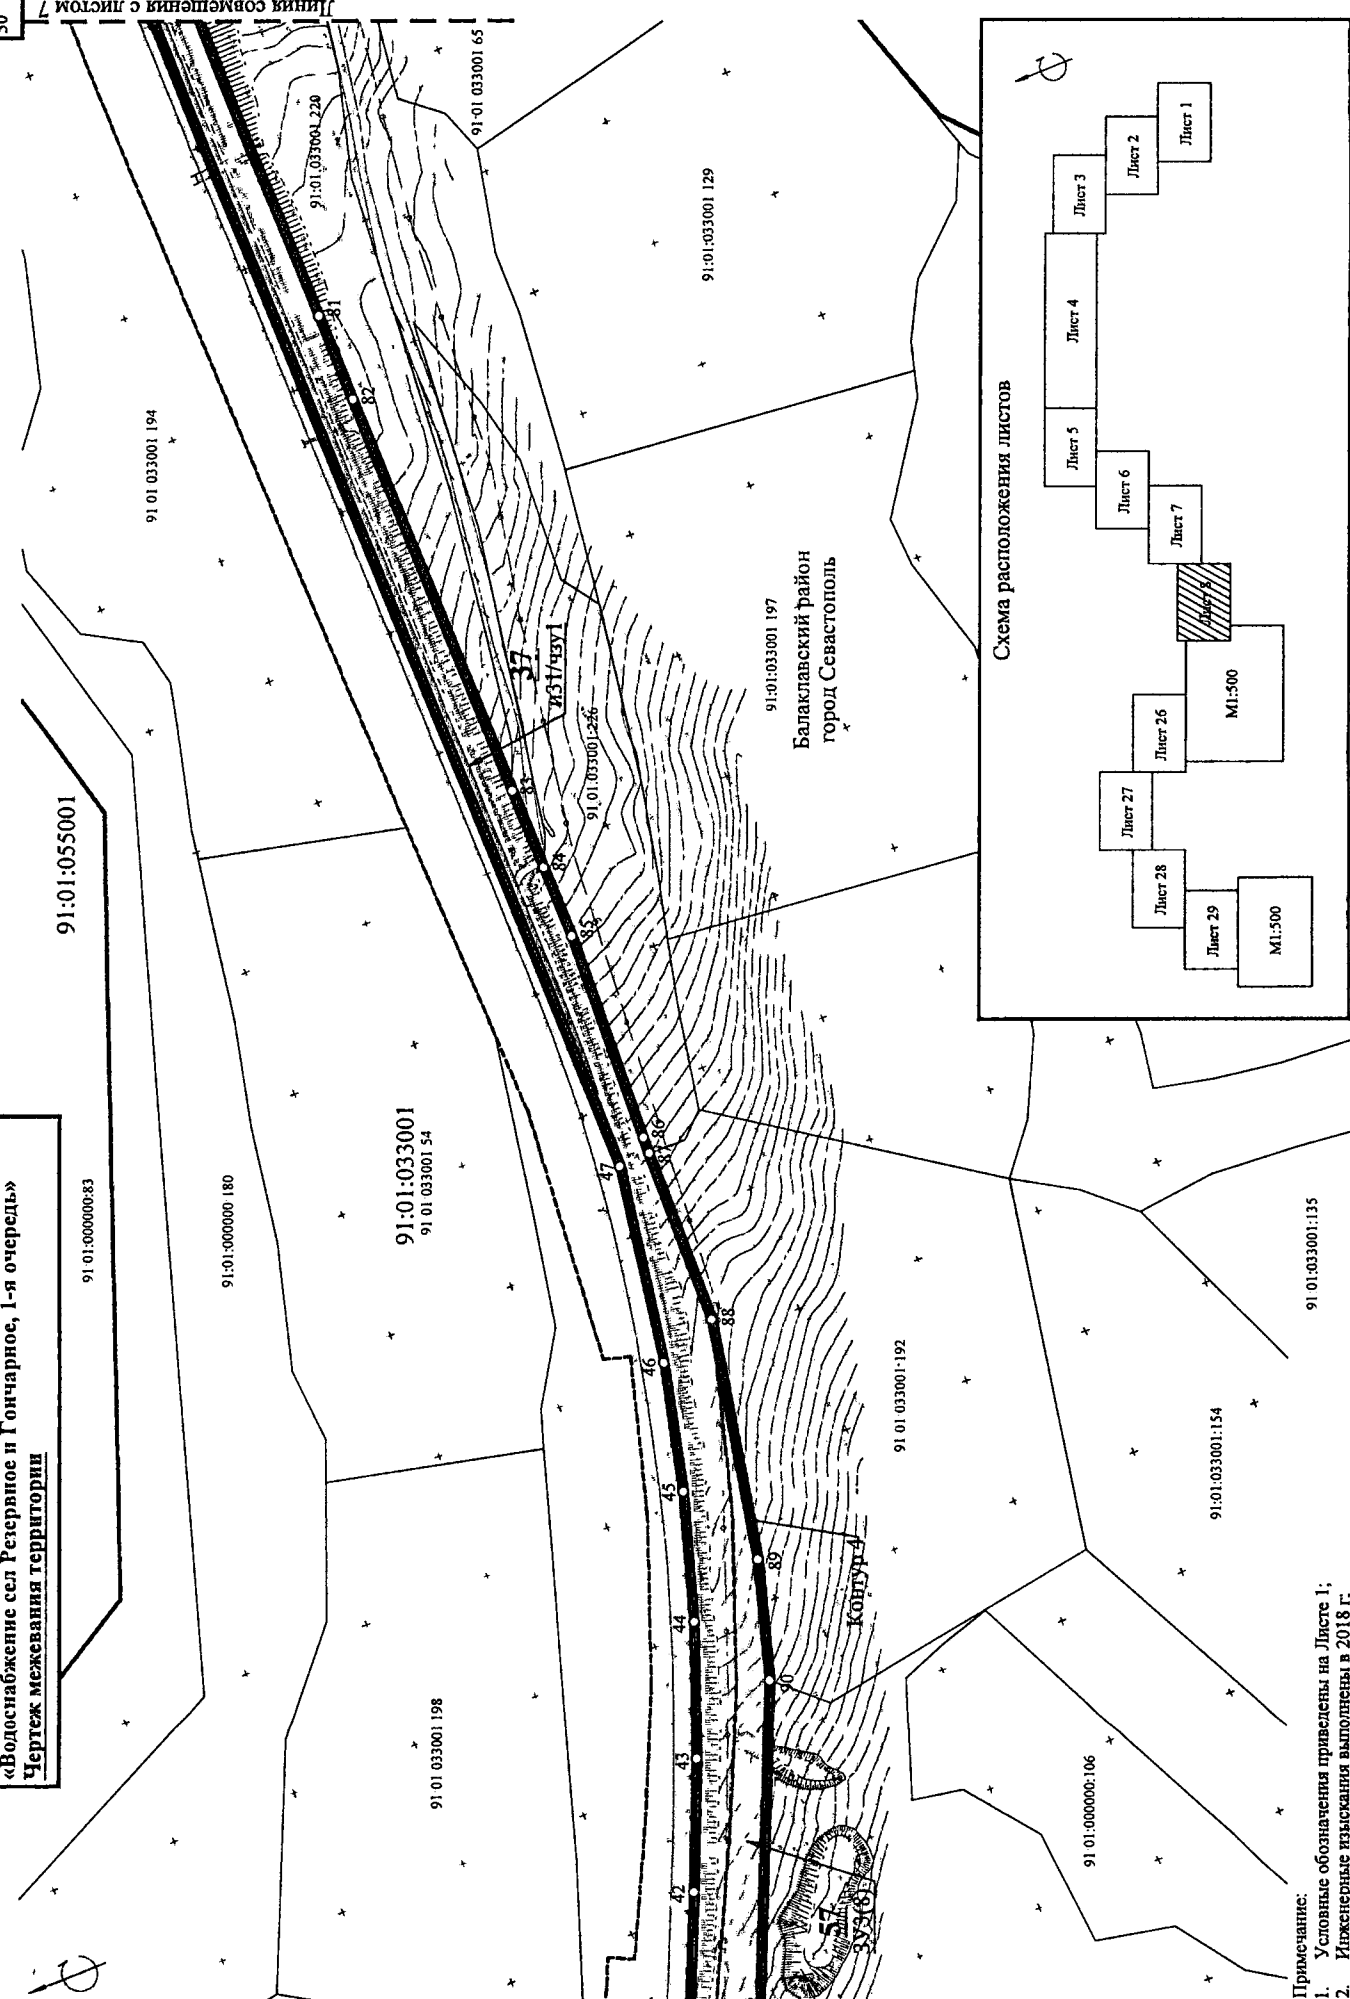 «Водоснабжение сел Резервное и Гончарное, 1-я очередь»
Чертеж межевания территории
Линия совмещения с листом 7
91:01:055001
91 01:000000:83
91:01:000000 180
91 01 033001 194
91:01:033001
91 01 033001 54
91 01 033001 198
91:01.033001 220
91·01 033001 65
91:01:033001 129
91:01:033001 197
Балаклавский район
город Севастополь
37
из1/чзу1
91.01.033001·226
81
82
83
84
85
86
87
88
89
90
47
46
45
44
43
42
Контур 4
57
ЗУ3(8)
91 01 033001·192
91:01:033001:154
91 01:033001:135
91 01:000000:106
Схема расположения листов
Лист 1
Лист 2
Лист 3
Лист 4
Лист 5
Лист 6
Лист 7
Лист 8
М1:500
Лист 26
Лист 27
Лист 28
Лист 29
М1:500
Примечание:
1. Условные обозначения приведены на Листе 1;
2. Инженерные изыскания выполнены в 2018 г.